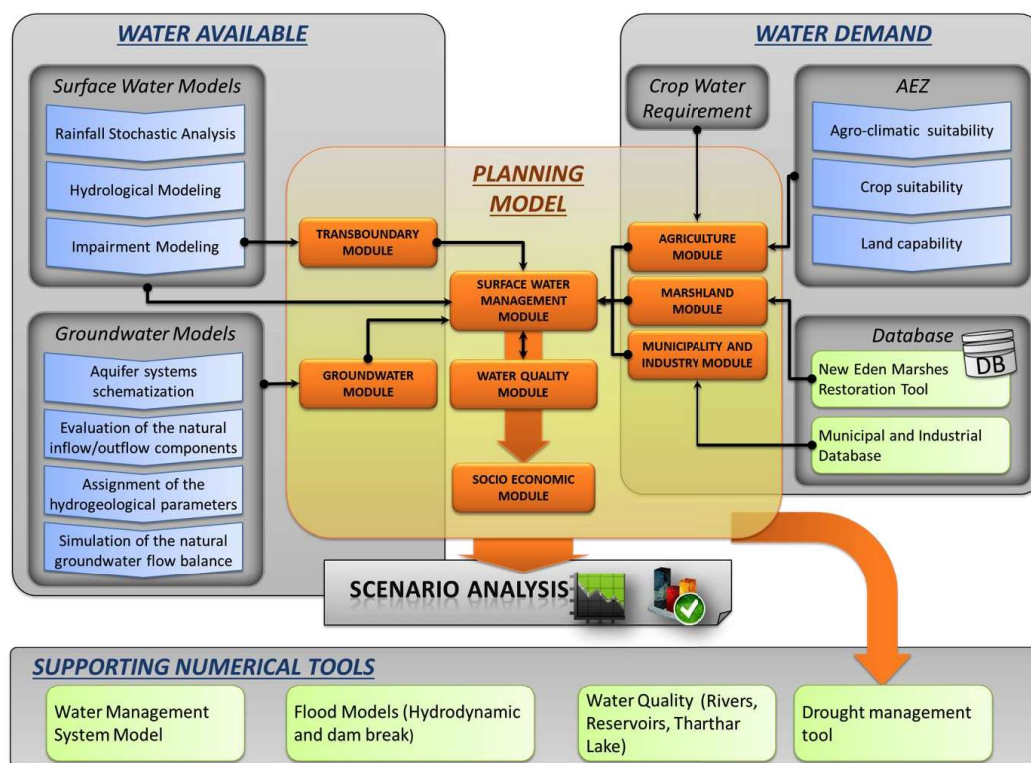 WATER AVAILABLE
Surface Water Models
Rainfall Stochastic Analysis
Hydrological Modeling
Impairment Modeling
Groundwater Models
Aquifer systems
schematization
Evaluation of the natural
inflow/outflow components
Assignment of the
hydrogeological parameters
Simulation of the natural
groundwater flow balance
PLANNING
MODEL
TRANSBOUNDARY
MODULE
SURFACE WATER
MANAGEMENT
MODULE
GROUNDWATER
MODULE
WATER QUALITY
MODULE
SOCIO ECONOMIC
MODULE
AGRICULTURE
MODULE
MARSHLAND
MODULE
MUNICIPALITY AND
INDUSTRY MODULE
WATER DEMAND
Crop Water
Requirement
AEZ
Agro-climatic suitability
Crop suitability
Land capability
Database
DB
New Eden Marshes
Restoration Tool
Municipal and Industrial
Database
SCENARIO ANALYSIS
SUPPORTING NUMERICAL TOOLS
Water Management
System Model
Flood Models (Hydrodynamic
and dam break)
Water Quality (Rivers,
Reservoirs, Tharthar
Lake)
Drought management
tool